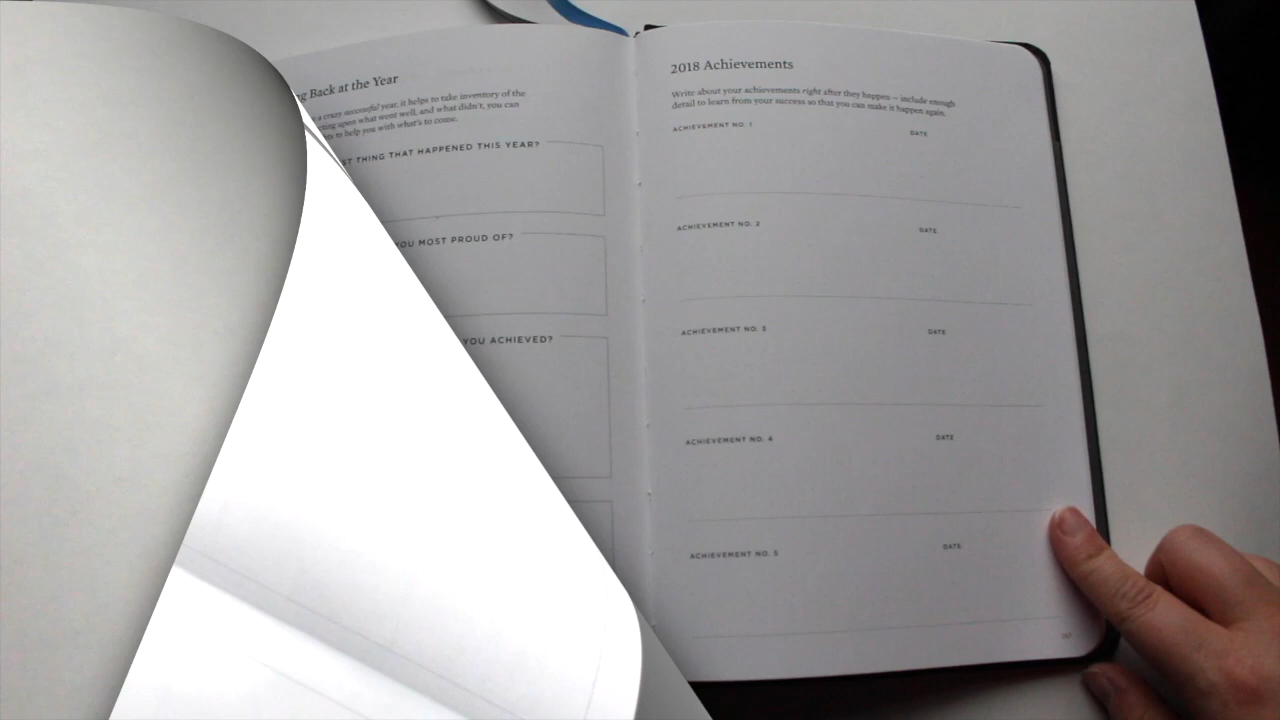 ng Back at the Year
e a crazy successful year, it helps to take inventory of the
cting upon what went well, and what didn't, you can
to help you with what's to come.
ST THING THAT HAPPENED THIS YEAR?
YOU MOST PROUD OF?
YOU ACHIEVED?
2018 Achievements
Write about your achievements right after they happen — include enough
detail to learn from your success so that you can make it happen again.
ACHIEVEMENT NO. 1 DATE
ACHIEVEMENT NO. 2 DATE
ACHIEVEMENT NO. 3 DATE
ACHIEVEMENT NO. 4 DATE
ACHIEVEMENT NO. 5 DATE